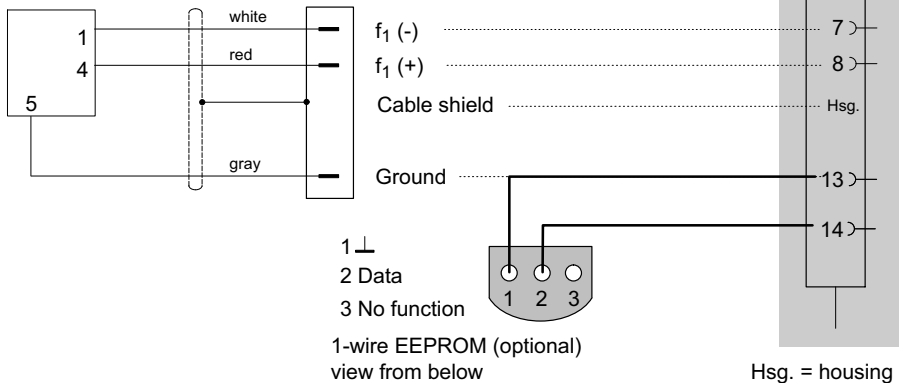 white
1 f₁ (-) 7
red
4 f₁ (+) 8
5 Cable shield Hsg.
gray
Ground 13
14
1 ⊥
2 Data
3 No function
1 2 3
1-wire EEPROM (optional)
view from below
Hsg. = housing